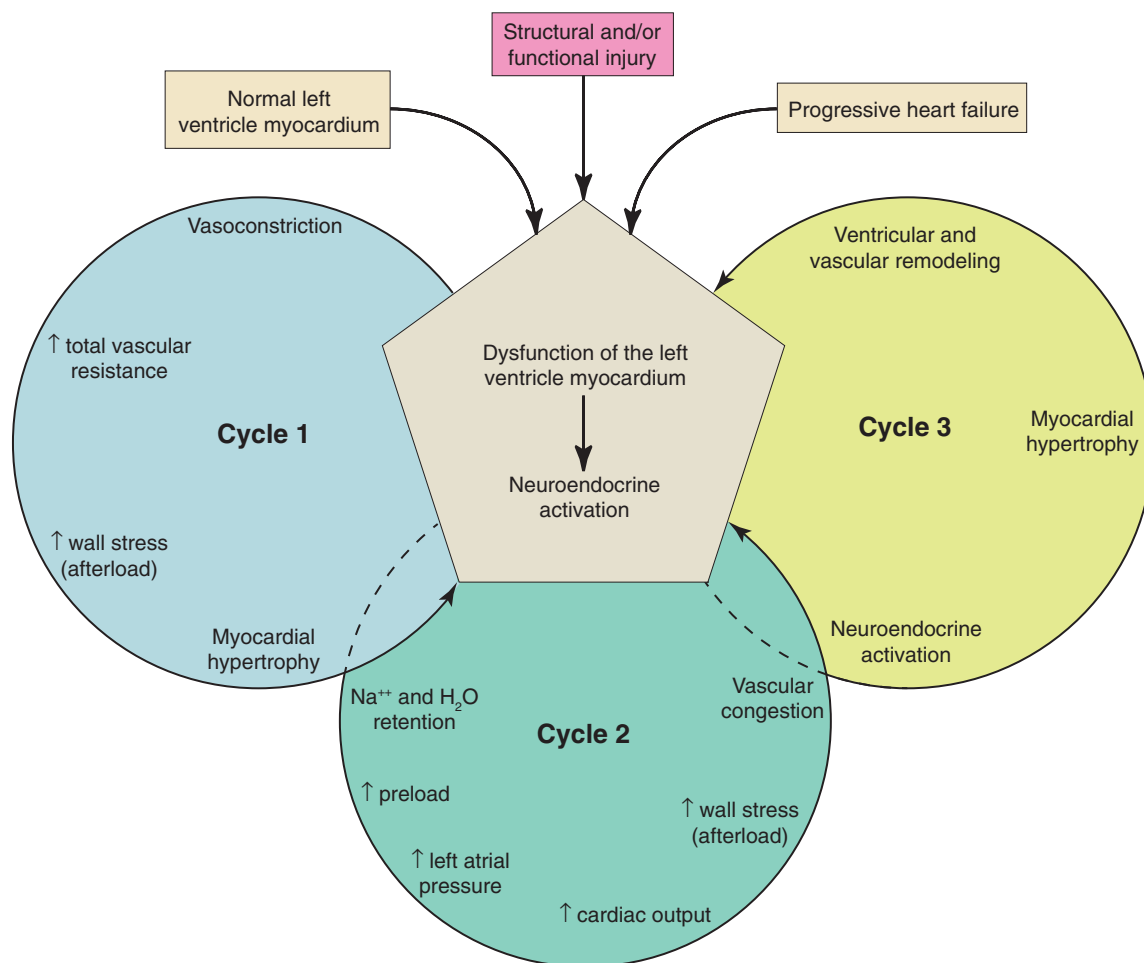 Structural and/or
functional injury
Normal left
ventricle myocardium
Progressive heart failure
Vasoconstriction
↑ total vascular
resistance
Cycle 1
↑ wall stress
(afterload)
Myocardial
hypertrophy
Dysfunction of the left
ventricle myocardium
Neuroendocrine
activation
Ventricular and
vascular remodeling
Cycle 3
Myocardial
hypertrophy
Neuroendocrine
activation
Na⁺⁺ and H₂O
retention
Cycle 2
↑ preload
↑ left atrial
pressure
↑ cardiac output
↑ wall stress
(afterload)
Vascular
congestion